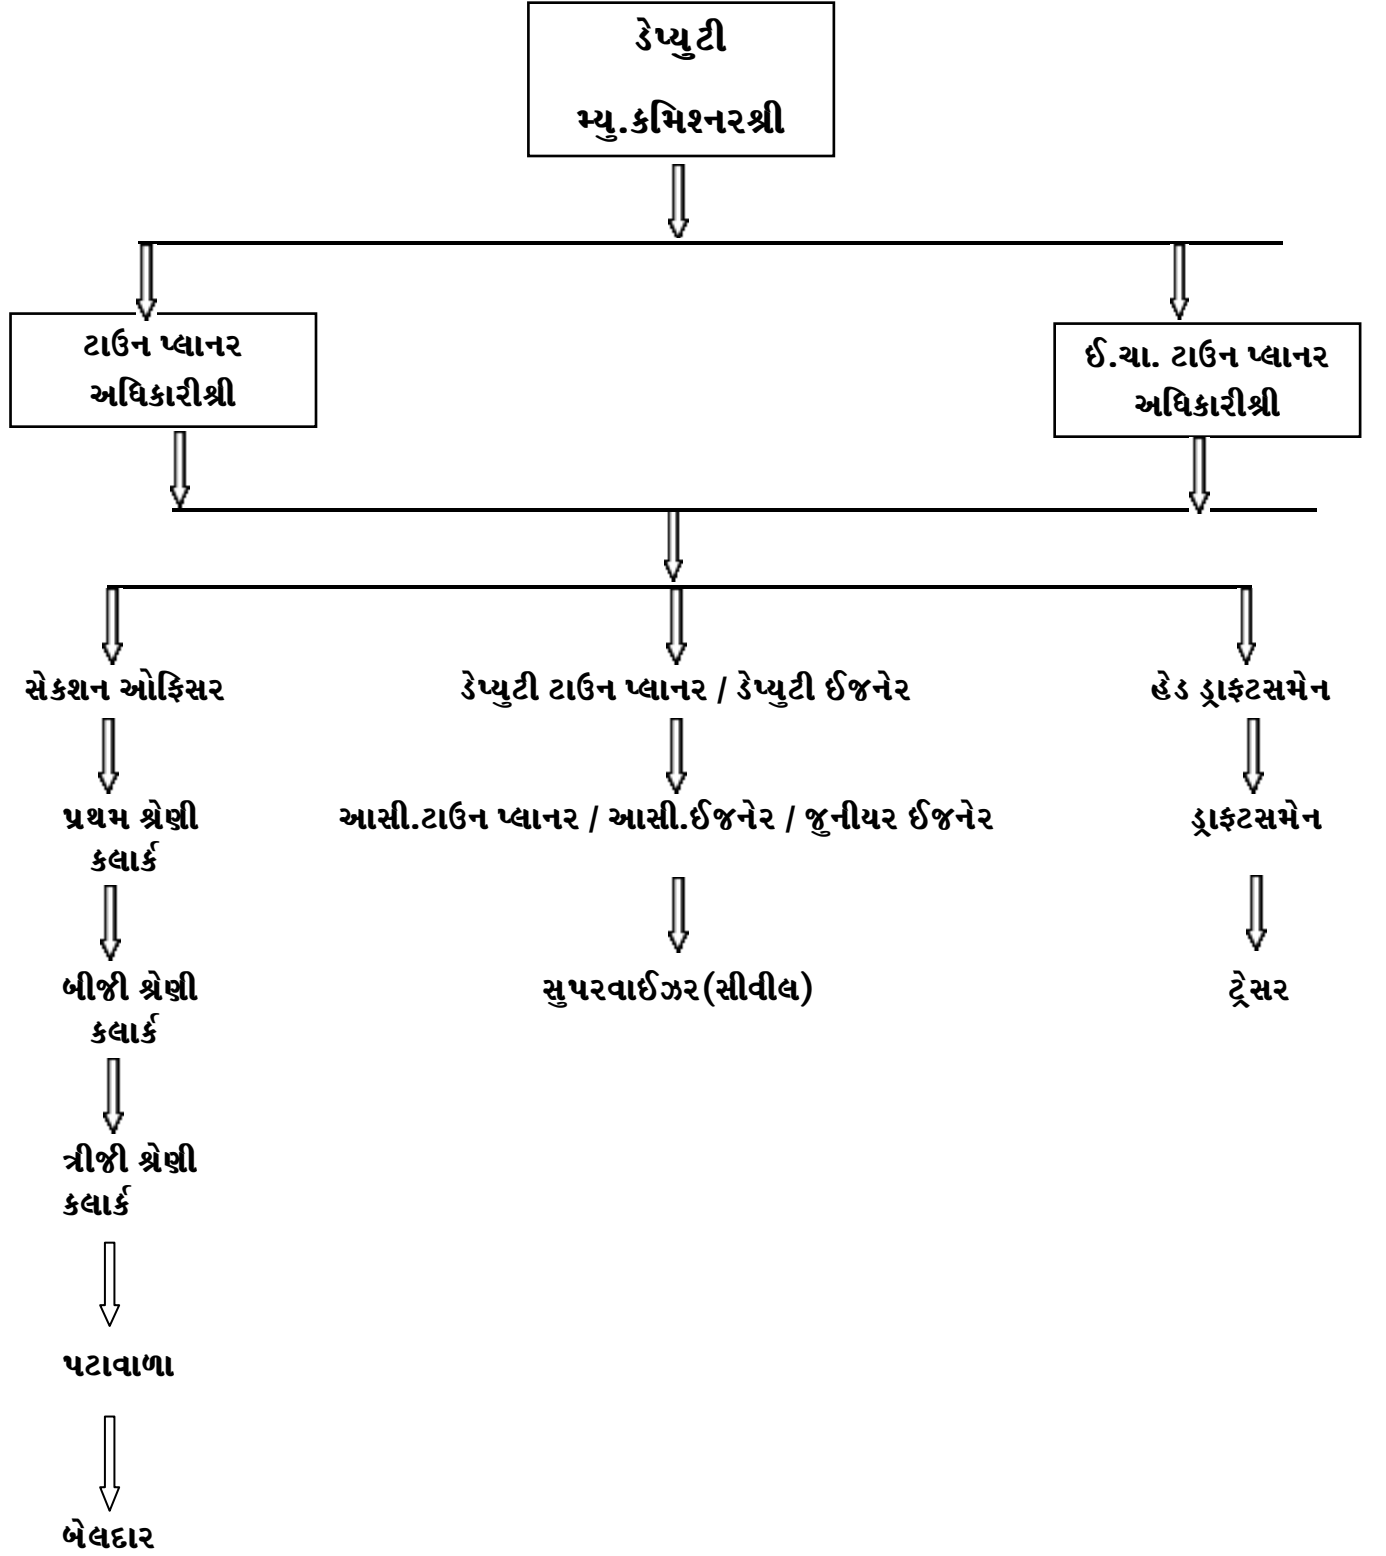 ડેપ્યુટી
મ્યુ.કમિશ્નરશ્રી
ટાઉન પ્લાનર
અધિકારીશ્રી
ઈ.ચા. ટાઉન પ્લાનર
અધિકારીશ્રી
સેકશન ઓફિસર
ડેપ્યુટી ટાઉન પ્લાનર / ડેપ્યુટી ઈજનેર
હેડ ડ્રાફટસમેન
પ્રથમ શ્રેણી
કલાર્ક
આસી.ટાઉન પ્લાનર / આસી.ઈજનેર / જુનીયર ઈજનેર
ડ્રાફટસમેન
બીજી શ્રેણી
કલાર્ક
સુપરવાઈઝર(સીવીલ)
ટ્રેસર
ત્રીજી શ્રેણી
કલાર્ક
પટાવાળા
બેલદાર